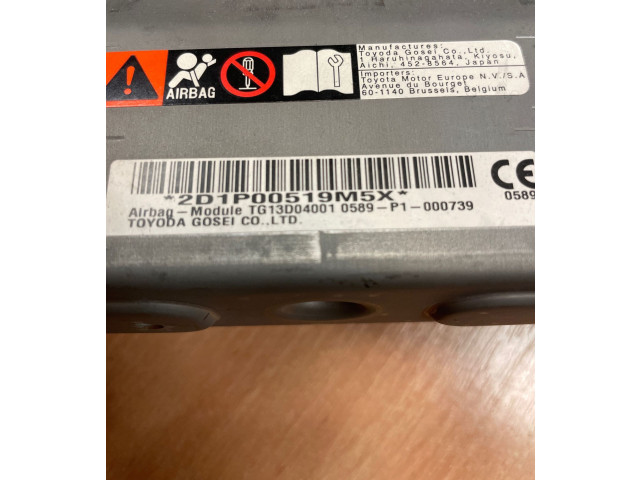 AIRBAG
Manufactures:
Toyoda Gosei Co.,Ltd.
1 Haruhinagahata, Kiyosu,
Aichi, 452-8564, Japan
Importers:
Toyota Motor Europe N.V./S.A
Avenue du Bourget
60-1140 Brussels, Belgium
*2D1P00519M5X*
Airbag-Module TG13D04001 0589-P1-000739
TOYODA GOSEI CO.,LTD.
CE
0589